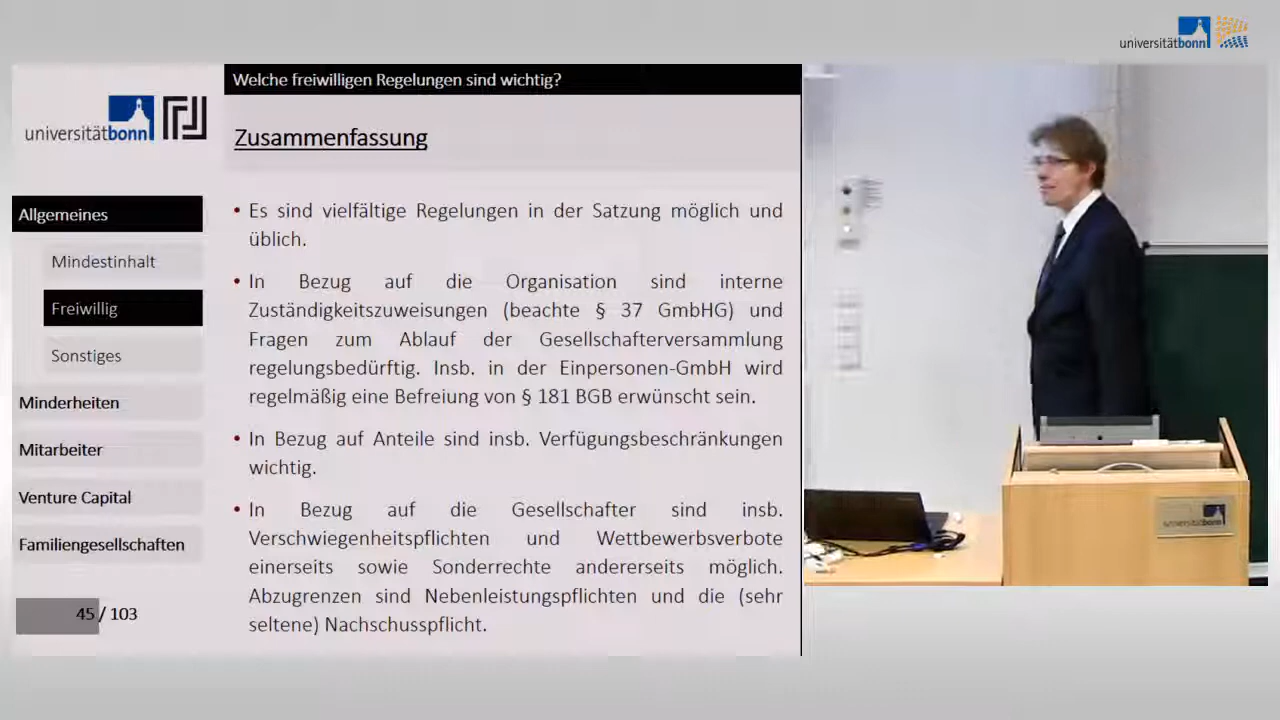 universitätbonn
Welche freiwilligen Regelungen sind wichtig?
universitätbonn
Zusammenfassung
Allgemeines
Mindestinhalt
Freiwillig
Sonstiges
Minderheiten
Mitarbeiter
Venture Capital
Familiengesellschaften
45 / 103
• Es sind vielfältige Regelungen in der Satzung möglich und
üblich.
• In Bezug auf die Organisation sind interne
Zuständigkeitszuweisungen (beachte § 37 GmbHG) und
Fragen zum Ablauf der Gesellschafterversammlung
regelungsbedürftig. Insb. in der Einpersonen-GmbH wird
regelmäßig eine Befreiung von § 181 BGB erwünscht sein.
• In Bezug auf Anteile sind insb. Verfügungsbeschränkungen
wichtig.
• In Bezug auf die Gesellschafter sind insb.
Verschwiegenheitspflichten und Wettbewerbsverbote
einerseits sowie Sonderrechte andererseits möglich.
Abzugrenzen sind Nebenleistungspflichten und die (sehr
seltene) Nachschusspflicht.
universitätbonn